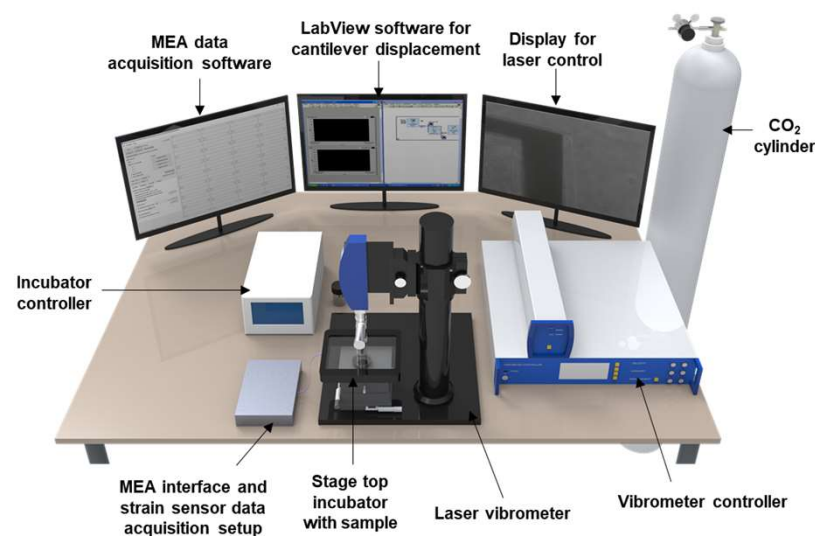 MEA data
acquisition software
LabView software for
cantilever displacement
Display for
laser control
CO₂
cylinder
Incubator
controller
MEA interface and
strain sensor data
acquisition setup
Stage top
incubator
with sample
Laser vibrometer
Vibrometer controller